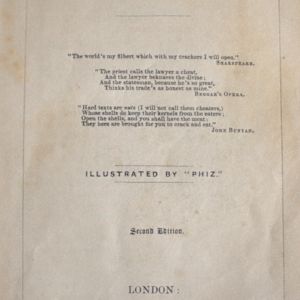 "The world's my filbert which with my crackers I will open."
SHAKSPEARE.
"The priest calls the lawyer a cheat,
And the lawyer beknaves the divine;
And the statesman, because he's so great,
Thinks his trade's as honest as mine."
BEGGAR'S OPERA.
"Hard texts are nuts (I will not call them cheaters,)
Whose shells do keep their kernels from the eaters;
Open the shells, and you shall have the meat:
They here are brought for you to crack and eat."
JOHN BUNYAN.
ILLUSTRATED BY "PHIZ."
Second Edition.
LONDON: